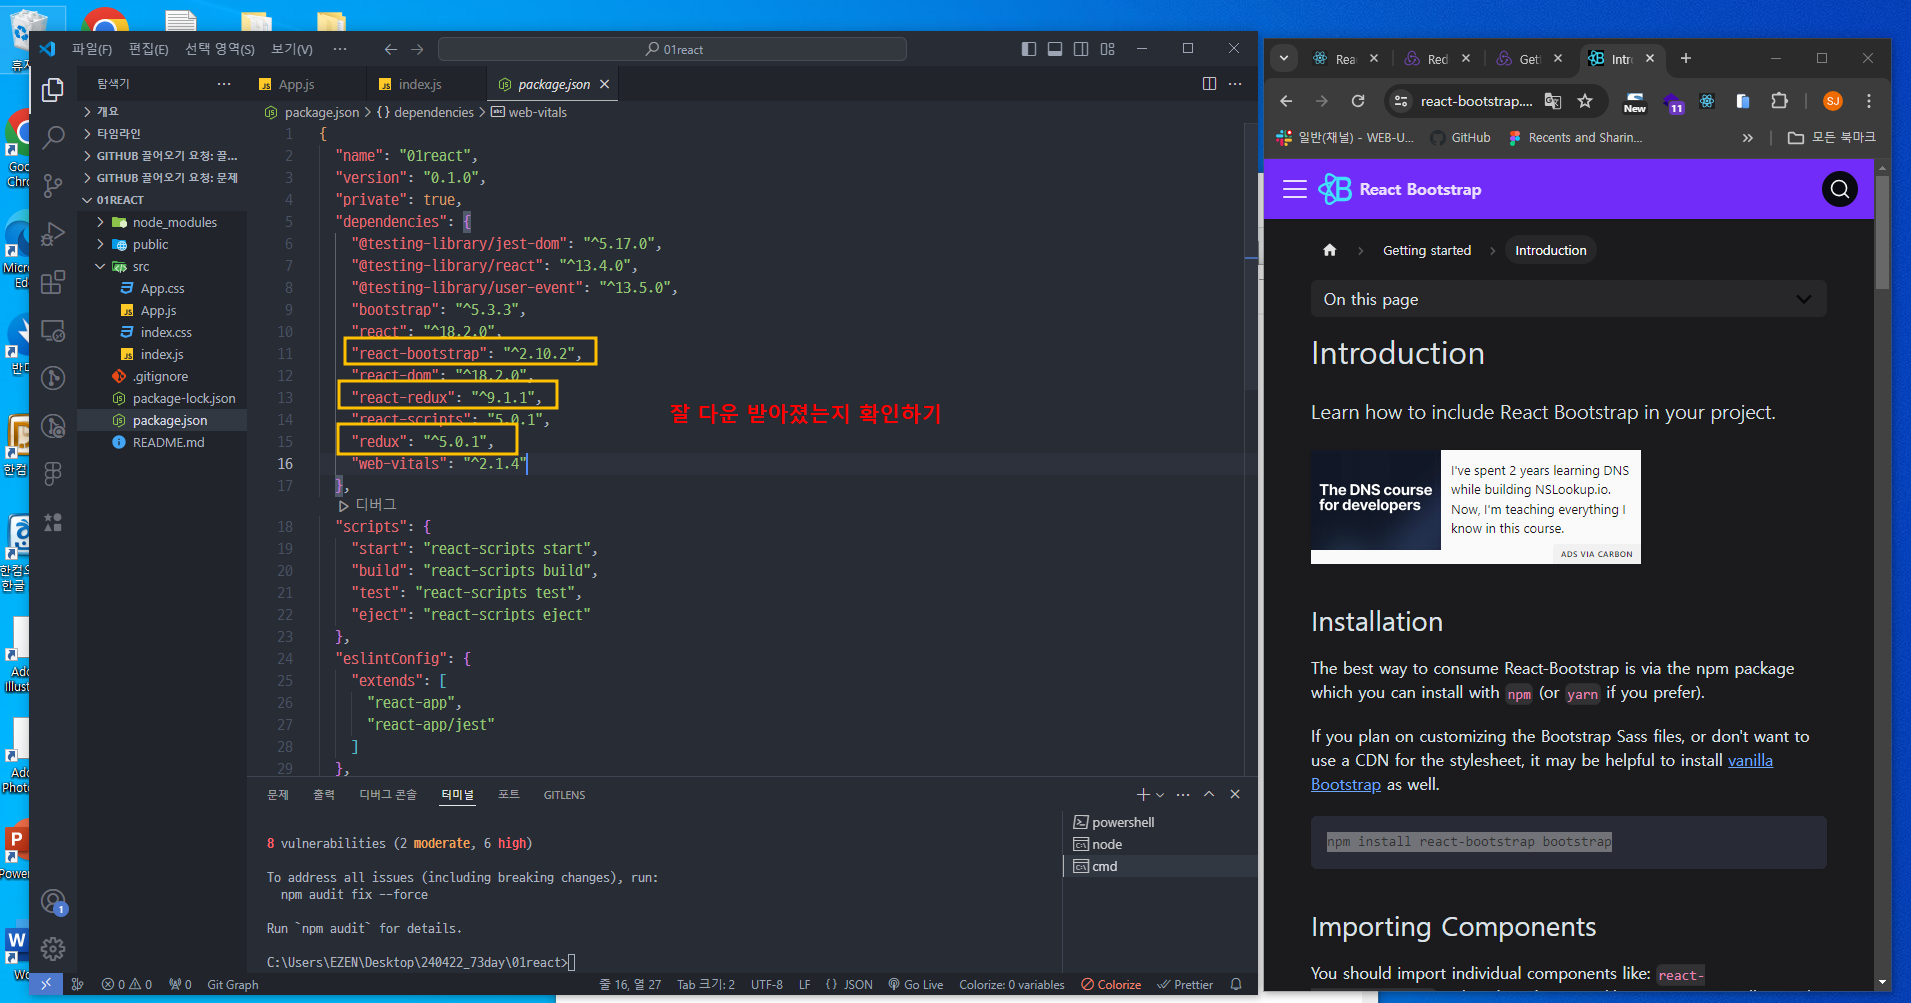 파일(F) 편집(E) 선택 영역(S) 보기(V) ··· 01react
탐색기 ···
개요
타임라인
GITHUB 끌어오기 요청: 끌...
GITHUB 끌어오기 요청: 문제
01REACT
node_modules
public
src
App.css
App.js
index.css
index.js
.gitignore
package-lock.json
package.json
README.md
App.js index.js package.json
package.json > {} dependencies > web-vitals
1 {
2 "name": "01react",
3 "version": "0.1.0",
4 "private": true,
5 "dependencies": {
6 "@testing-library/jest-dom": "^5.17.0",
7 "@testing-library/react": "^13.4.0",
8 "@testing-library/user-event": "^13.5.0",
9 "bootstrap": "^5.3.3",
10 "react": "^18.2.0",
11 "react-bootstrap": "^2.10.2",
12 "react-dom": "^18.2.0",
13 "react-redux": "^9.1.1",
14 "react-scripts": "5.0.1",
15 "redux": "^5.0.1",
16 "web-vitals": "^2.1.4"
17 },
디버그
18 "scripts": {
19 "start": "react-scripts start",
20 "build": "react-scripts build",
21 "test": "react-scripts test",
22 "eject": "react-scripts eject"
23 },
24 "eslintConfig": {
25 "extends": [
26 "react-app",
27 "react-app/jest"
28 ]
29 },
잘 다운 받아졌는지 확인하기
문제 출력 디버그 콘솔 터미널 포트 GITLENS
8 vulnerabilities (2 moderate, 6 high)
To address all issues (including breaking changes), run:
npm audit fix --force
Run `npm audit` for details.
C:\Users\EZEN\Desktop\240422_73day\01react>
powershell
node
cmd
1
0 0 0 Git Graph 줄 16, 열 27 Tab 크기: 2 UTF-8 LF {} JSON Go Live Colorize: 0 variables Colorize Prettier
Rea Red Get Intr
react-bootstrap.... New 11 SJ
일반(채널) - WEB-U... GitHub Recents and Sharin... » 모든 북마크
React Bootstrap
Getting started > Introduction
On this page
Introduction
Learn how to include React Bootstrap in your project.
The DNS course
for developers
I've spent 2 years learning DNS
while building NSLookup.io.
Now, I'm teaching everything I
know in this course.
ADS VIA CARBON
Installation
The best way to consume React-Bootstrap is via the npm package
which you can install with npm (or yarn if you prefer).
If you plan on customizing the Bootstrap Sass files, or don't want to
use a CDN for the stylesheet, it may be helpful to install vanilla
Bootstrap as well.
npm install react-bootstrap bootstrap
Importing Components
You should import individual components like: react-